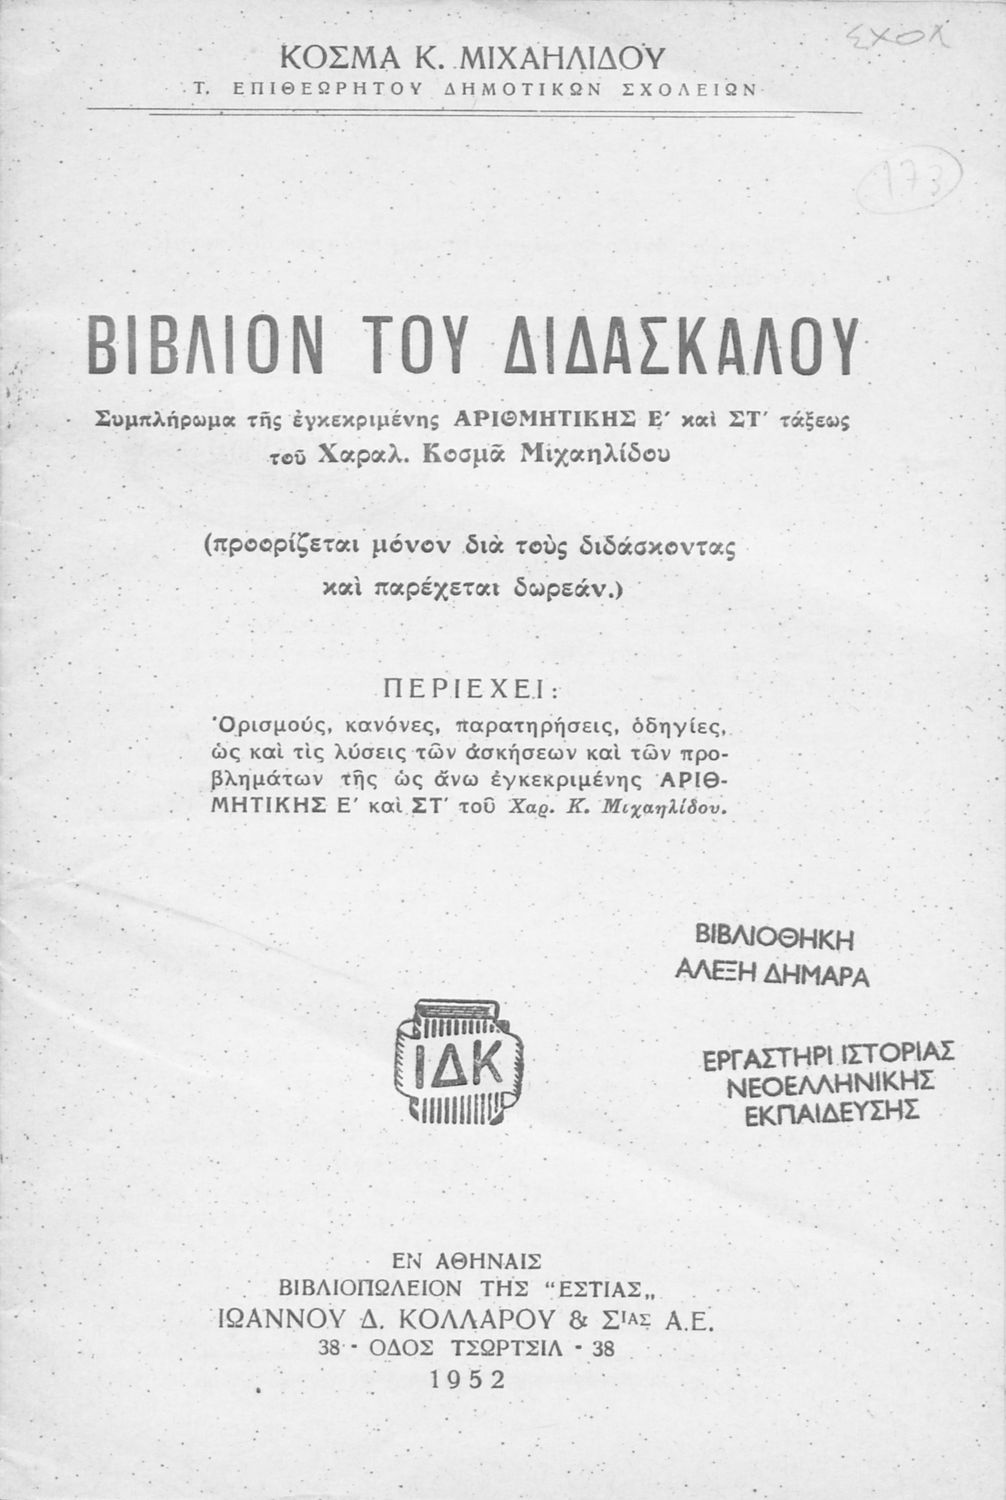 ΣΧΟΛ
ΚΟΣΜΑ Κ. ΜΙΧΑΗΛΙΔΟΥ
Τ. ΕΠΙΘΕΩΡΗΤΟΥ ΔΗΜΟΤΙΚΩΝ ΣΧΟΛΕΙΩΝ
173
ΒΙΒΛΙΟΝ ΤΟΥ ΔΙΔΑΣΚΑΛΟΥ
Συμπλήρωμα τῆς ἐγκεκριμένης ΑΡΙΘΜΗΤΙΚΗΣ Ε′ καὶ ΣΤ′ τάξεως
τοῦ Χαραλ. Κοσμᾶ Μιχαηλίδου
(προορίζεται μόνον διὰ τοὺς διδάσκοντας
καὶ παρέχεται δωρεάν.)
ΠΕΡΙΕΧΕΙ:
Ὁρισμούς, κανόνες, παρατηρήσεις, ὁδηγίες,
ὡς καὶ τὶς λύσεις τῶν ἀσκήσεων καὶ τῶν προ-
βλημάτων τῆς ὡς ἄνω ἐγκεκριμένης ΑΡΙΘ-
ΜΗΤΙΚΗΣ Ε′ καὶ ΣΤ′ τοῦ Χαρ. Κ. Μιχαηλίδου.
ΒΙΒΛΙΟΘΗΚΗ
ΑΛΕΞΗ ΔΗΜΑΡΑ
ΙΔΚ
ΕΡΓΑΣΤΗΡΙ ΙΣΤΟΡΙΑΣ
ΝΕΟΕΛΛΗΝΙΚΗΣ
ΕΚΠΑΙΔΕΥΣΗΣ
ΕΝ ΑΘΗΝΑΙΣ
ΒΙΒΛΙΟΠΩΛΕΙΟΝ ΤΗΣ "ΕΣΤΙΑΣ„
ΙΩΑΝΝΟΥ Δ. ΚΟΛΛΑΡΟΥ & ΣΙΑΣ Α.Ε.
38 - ΟΔΟΣ ΤΣΩΡΤΣΙΛ - 38
1952